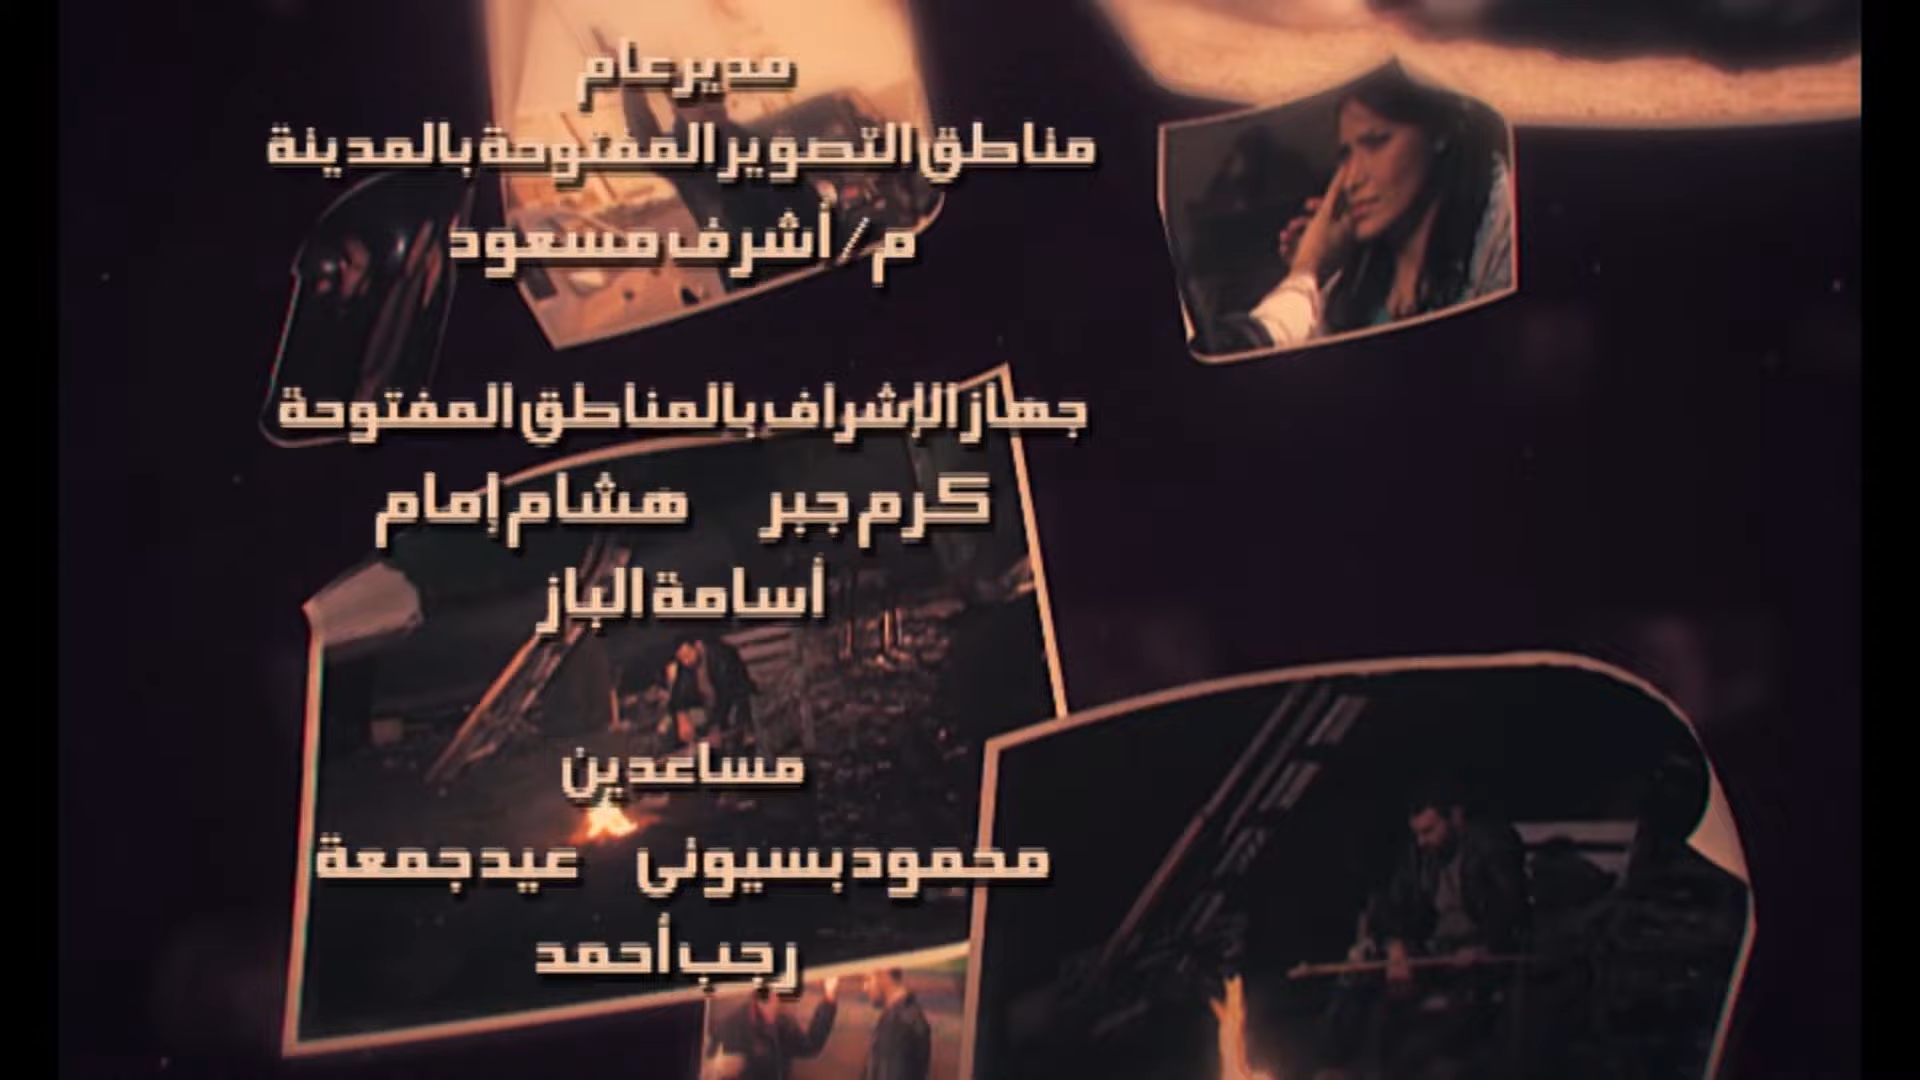 مدير عام
مناطق التصوير المفتوحة بالمدينة
م / أشرف مسعود
جهاز الإشراف بالمناطق المفتوحة
كرم جبر هشام إمام
أسامة الباز
مساعدين
محمود بسيونى عيد جمعة
رجب أحمد